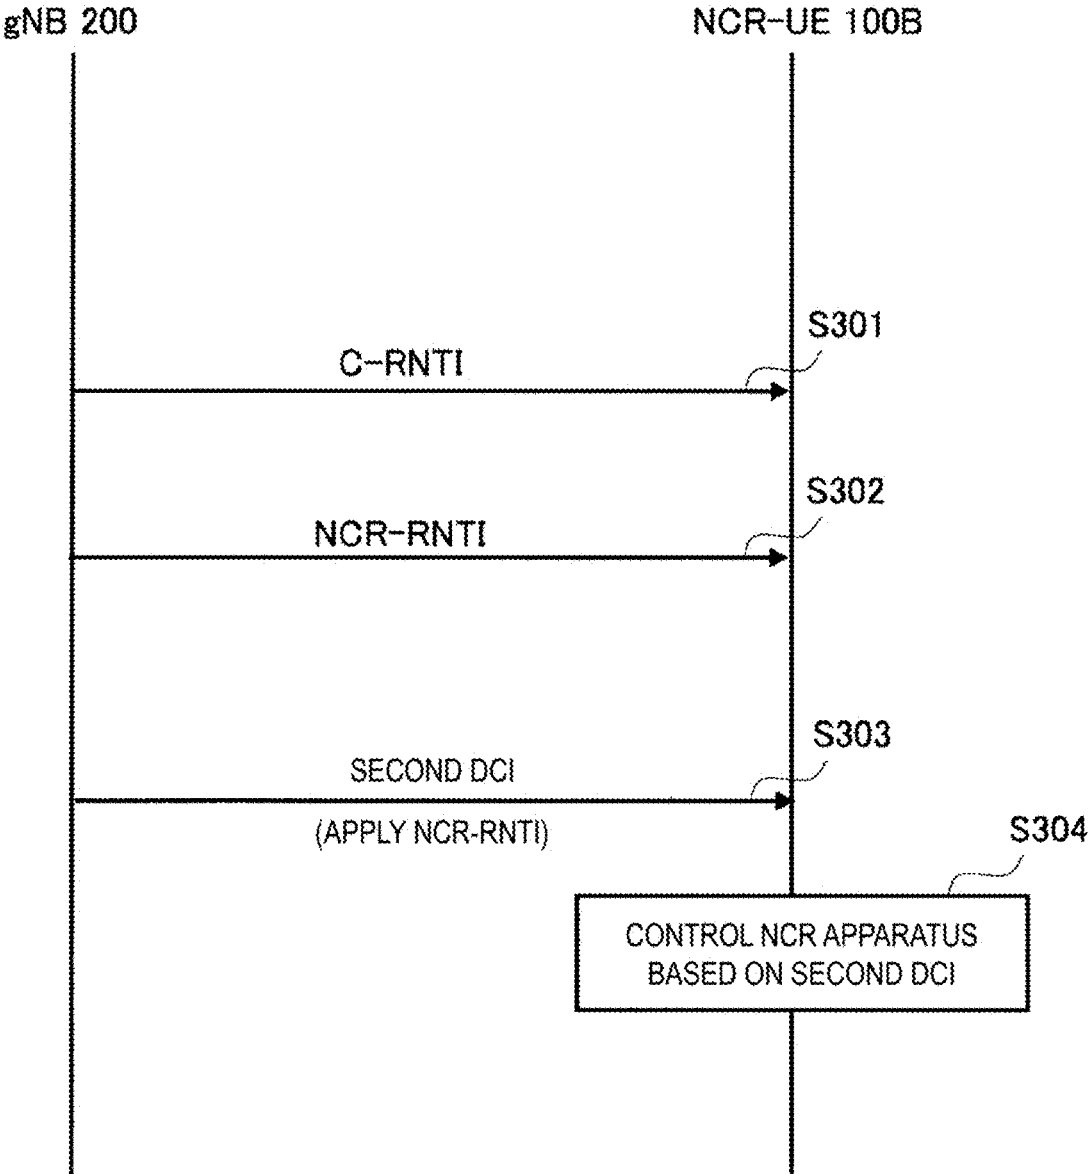 gNB 200
NCR-UE 100B
S301
C-RNTI
S302
NCR-RNTI
S303
SECOND DCI
(APPLY NCR-RNTI)
S304
CONTROL NCR APPARATUS
BASED ON SECOND DCI